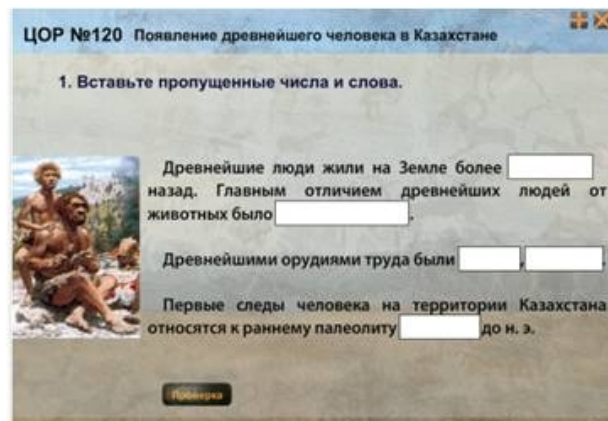 ЦОР №120 Появление древнейшего человека в Казахстане
1. Вставьте пропущенные числа и слова.
Древнейшие люди жили на Земле более
назад. Главным отличием древнейших людей от
животных было .
Древнейшими орудиями труда были , .
Первые следы человека на территории Казахстана
относятся к раннему палеолиту до н. э.
Проверка